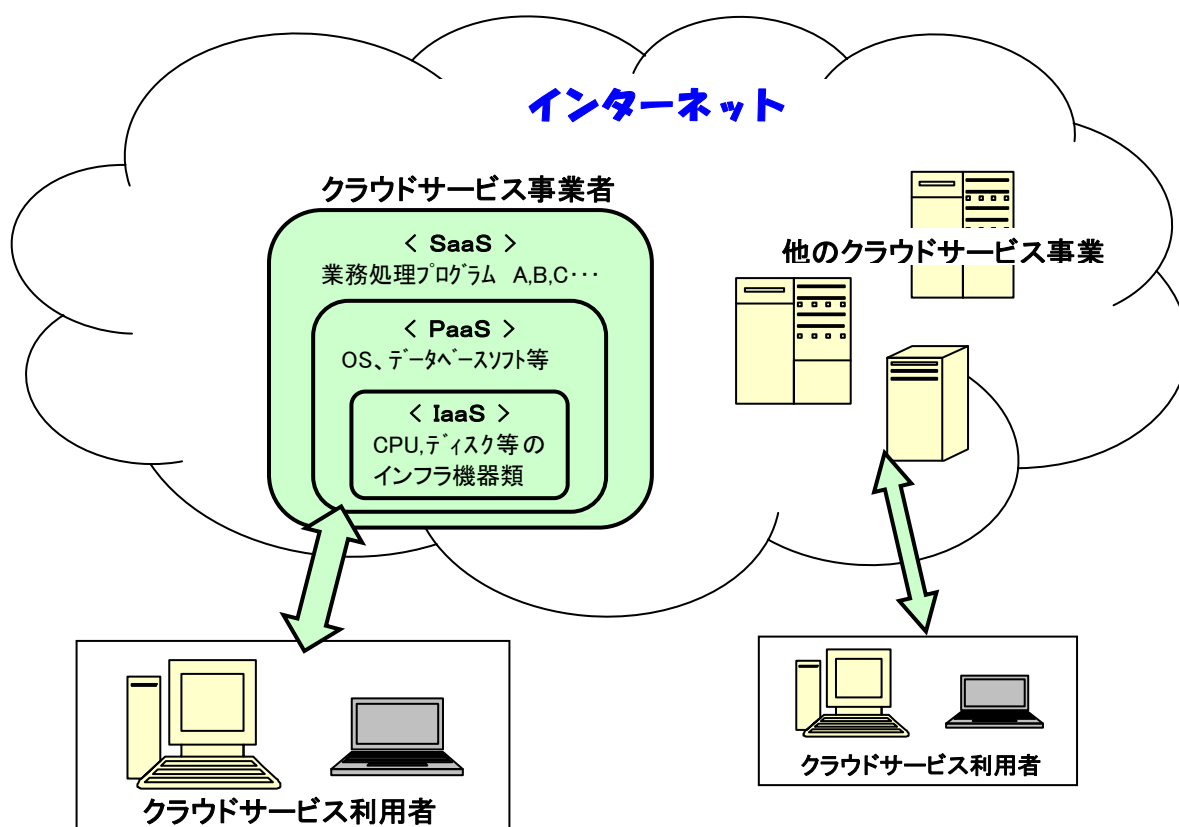 インターネット
クラウドサービス事業者
< SaaS >
業務処理プログラム A,B,C・・・
< PaaS >
OS、データベースソフト等
< IaaS >
CPU,ディスク等の
インフラ機器類
他のクラウドサービス事業
クラウドサービス利用者
クラウドサービス利用者